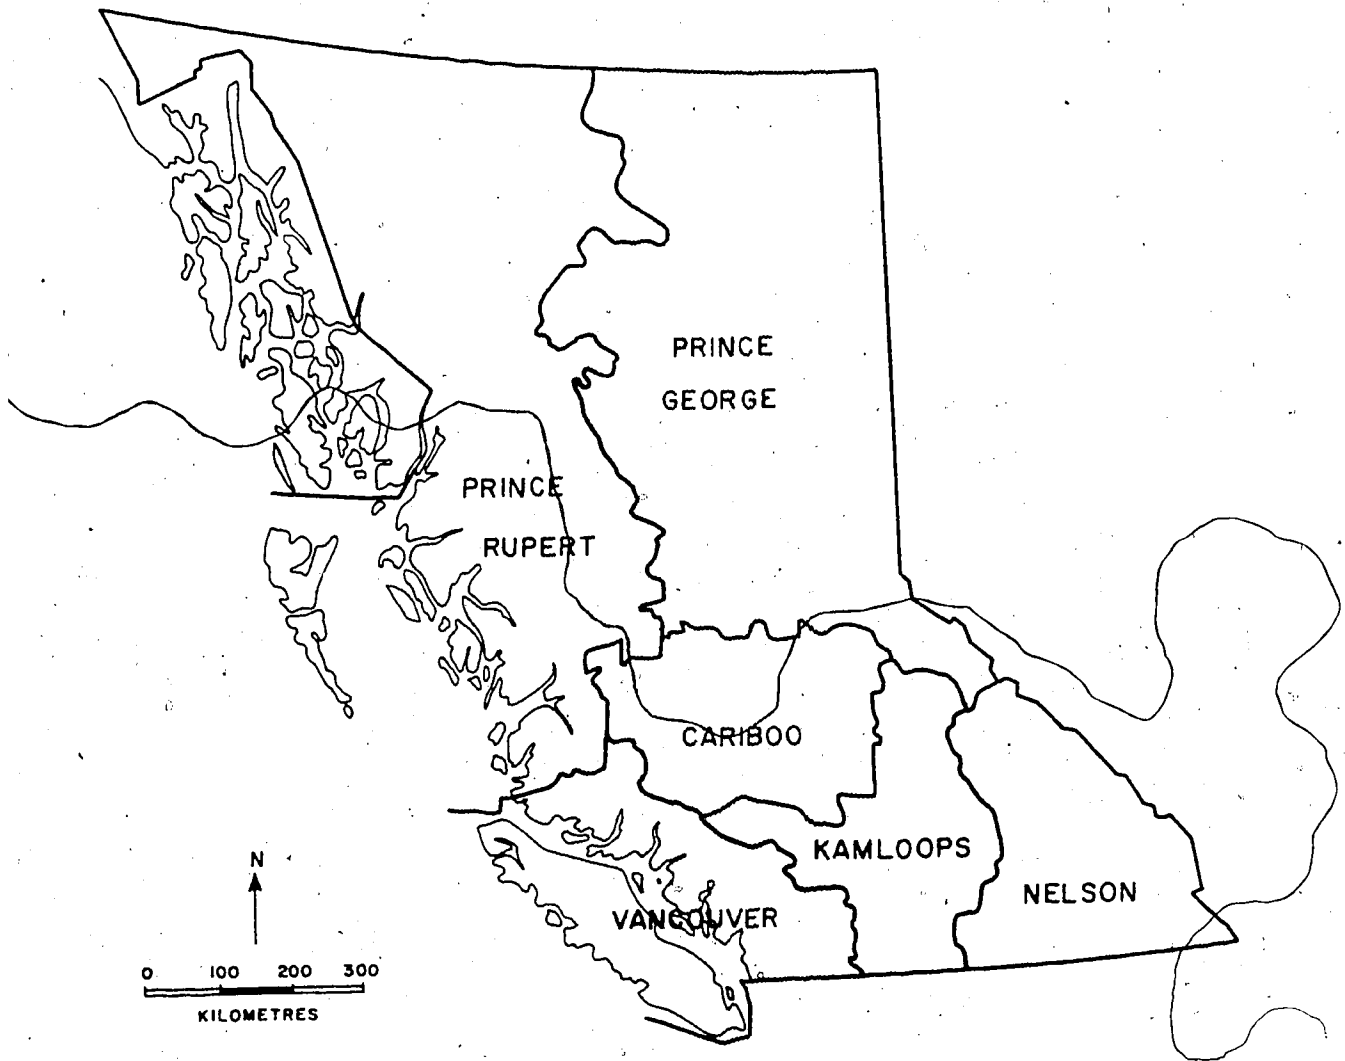 PRINCE
GEORGE
PRINCE
RUPERT
CARIBOO
KAMLOOPS
NELSON
VANCOUVER
N
0 100 200 300
KILOMETRES